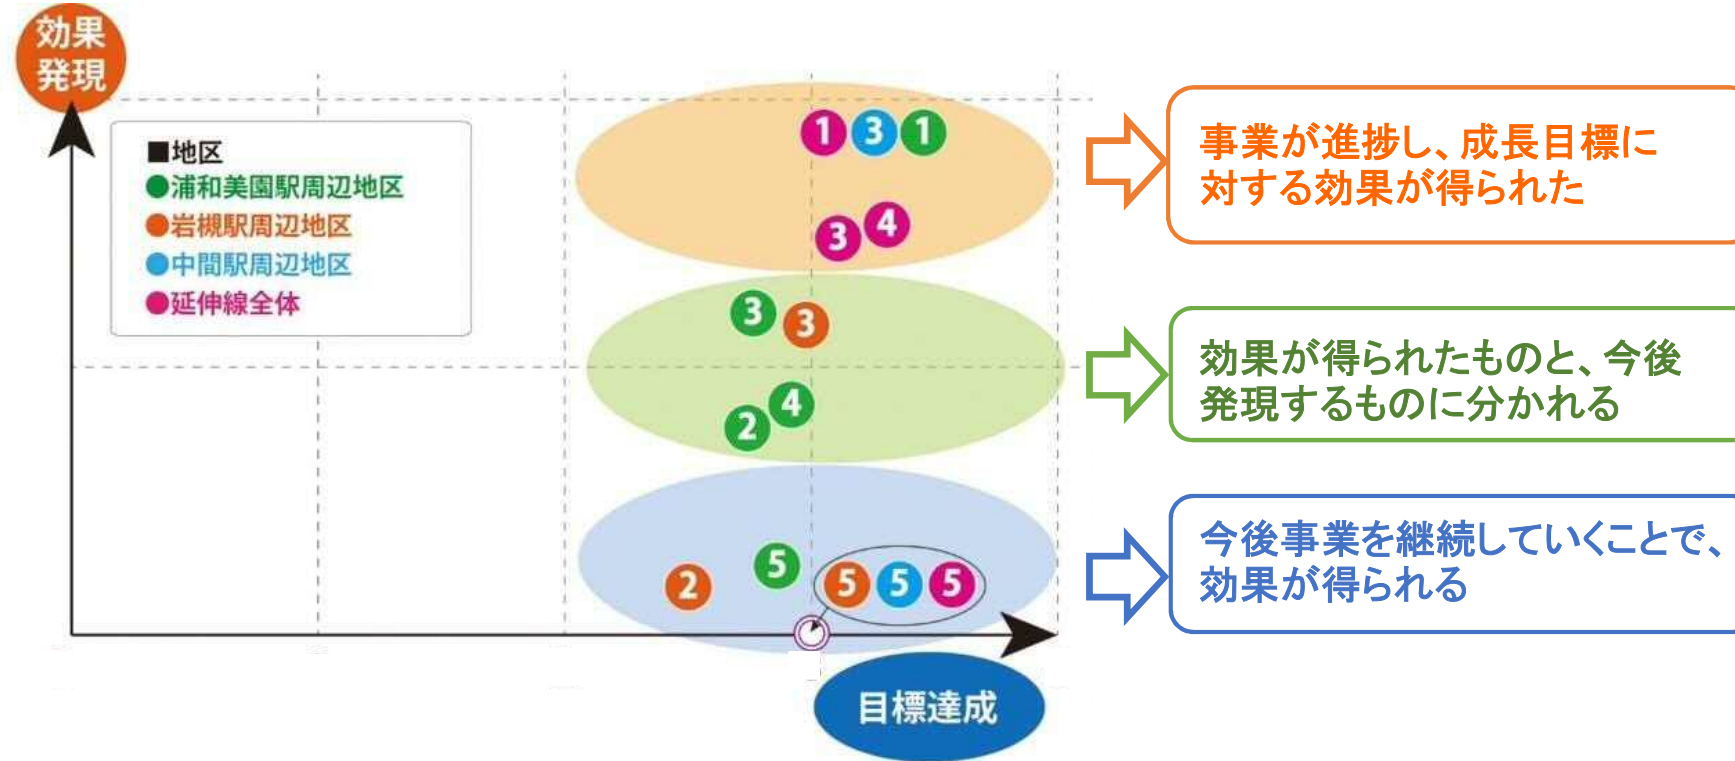 効果
発現
■地区
●浦和美園駅周辺地区
●岩槻駅周辺地区
●中間駅周辺地区
●延伸線全体
1 3 1
3 4
3 3
2 4
2 5 5 5 5
目標達成
事業が進捗し、成長目標に
対する効果が得られた
効果が得られたものと、今後
発現するものに分かれる
今後事業を継続していくことで、
効果が得られる